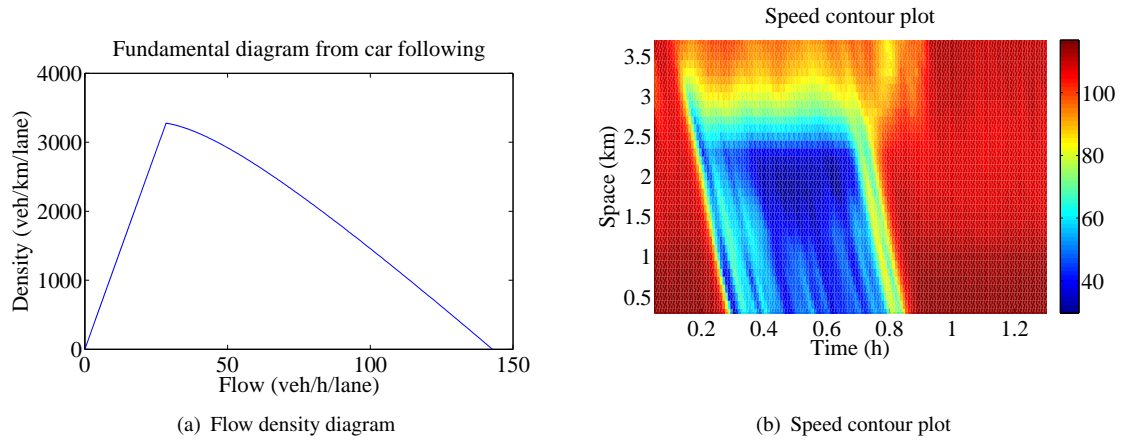 Fundamental diagram from car following
4000
3000
2000
1000
0
Density (veh/km/lane)
0 50 100 150
Flow (veh/h/lane)
(a) Flow density diagram
Speed contour plot
3.5
3
2.5
2
1.5
1
0.5
Space (km)
0.2 0.4 0.6 0.8 1 1.2
Time (h)
100
80
60
40
(b) Speed contour plot